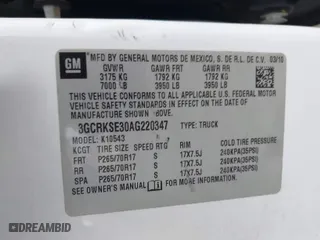 GM
MFD BY GENERAL MOTORS DE MEXICO, S. DE R.L. DE C.V. 03/10
GVWR GAWR FRT GAWR RR
3175 KG 1792 KG 1792 KG
7000 LB 3950 LB 3950 LB
THIS VEHICLE CONFORMS TO ALL APPLICABLE U.S. FEDERAL
MOTOR VEHICLE SAFETY STANDARDS IN EFFECT ON THE DATE OF
MANUFACTURE SHOWN ABOVE.
3GCRKSE30AG220347 TYPE: TRUCK
MODEL: K10543
KCGT TIRE SIZE SPEED RTG RIM COLD TIRE PRESSURE
FRT P265/70R17 S 17X7.5J 240KPA(35PSI)
RR P265/70R17 S 17X7.5J 240KPA(35PSI)
SPA P265/70R17 S 17X7.5J 240KPA(35PSI)